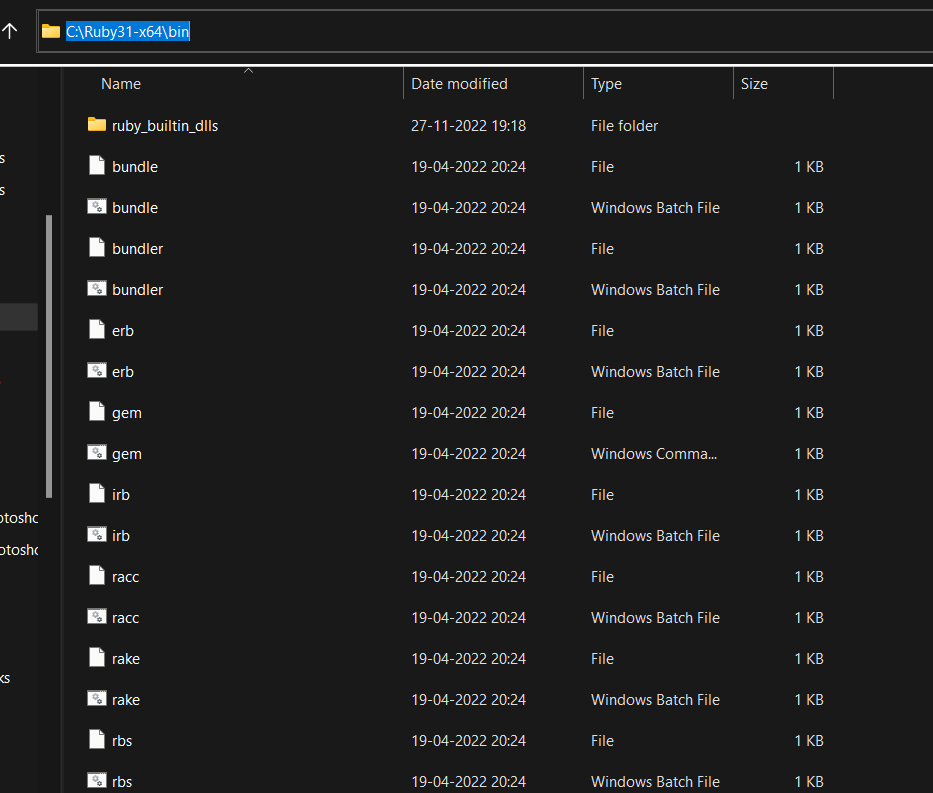 C:\Ruby31-x64\bin
Name Date modified Type Size
ruby_builtin_dlls 27-11-2022 19:18 File folder
bundle 19-04-2022 20:24 File 1 KB
bundle 19-04-2022 20:24 Windows Batch File 1 KB
bundler 19-04-2022 20:24 File 1 KB
bundler 19-04-2022 20:24 Windows Batch File 1 KB
erb 19-04-2022 20:24 File 1 KB
erb 19-04-2022 20:24 Windows Batch File 1 KB
gem 19-04-2022 20:24 File 1 KB
gem 19-04-2022 20:24 Windows Comma... 1 KB
irb 19-04-2022 20:24 File 1 KB
irb 19-04-2022 20:24 Windows Batch File 1 KB
racc 19-04-2022 20:24 File 1 KB
racc 19-04-2022 20:24 Windows Batch File 1 KB
rake 19-04-2022 20:24 File 1 KB
rake 19-04-2022 20:24 Windows Batch File 1 KB
rbs 19-04-2022 20:24 File 1 KB
rbs 19-04-2022 20:24 Windows Batch File 1 KB